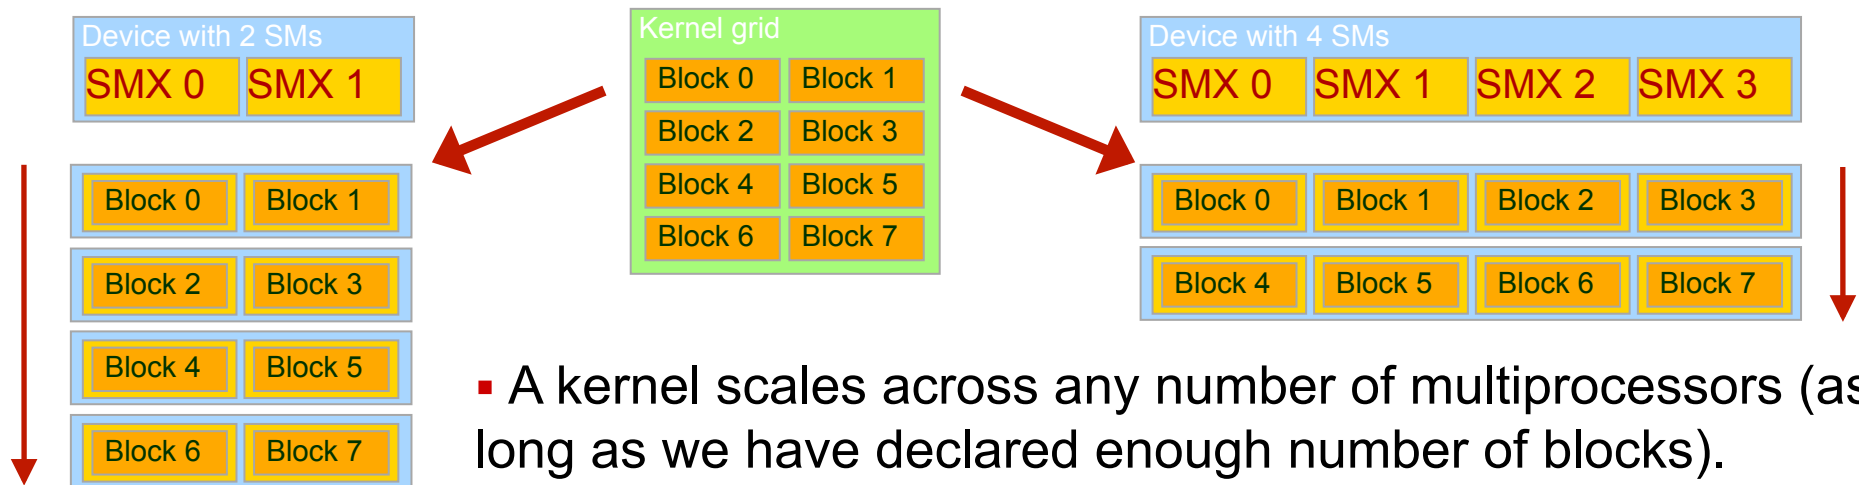 Device with 2 SMs
SMX 0 SMX 1
Block 0 Block 1
Block 2 Block 3
Block 4 Block 5
Block 6 Block 7
Kernel grid
Block 0 Block 1
Block 2 Block 3
Block 4 Block 5
Block 6 Block 7
Device with 4 SMs
SMX 0 SMX 1 SMX 2 SMX 3
Block 0 Block 1 Block 2 Block 3
Block 4 Block 5 Block 6 Block 7
▪ A kernel scales across any number of multiprocessors (as
long as we have declared enough number of blocks).